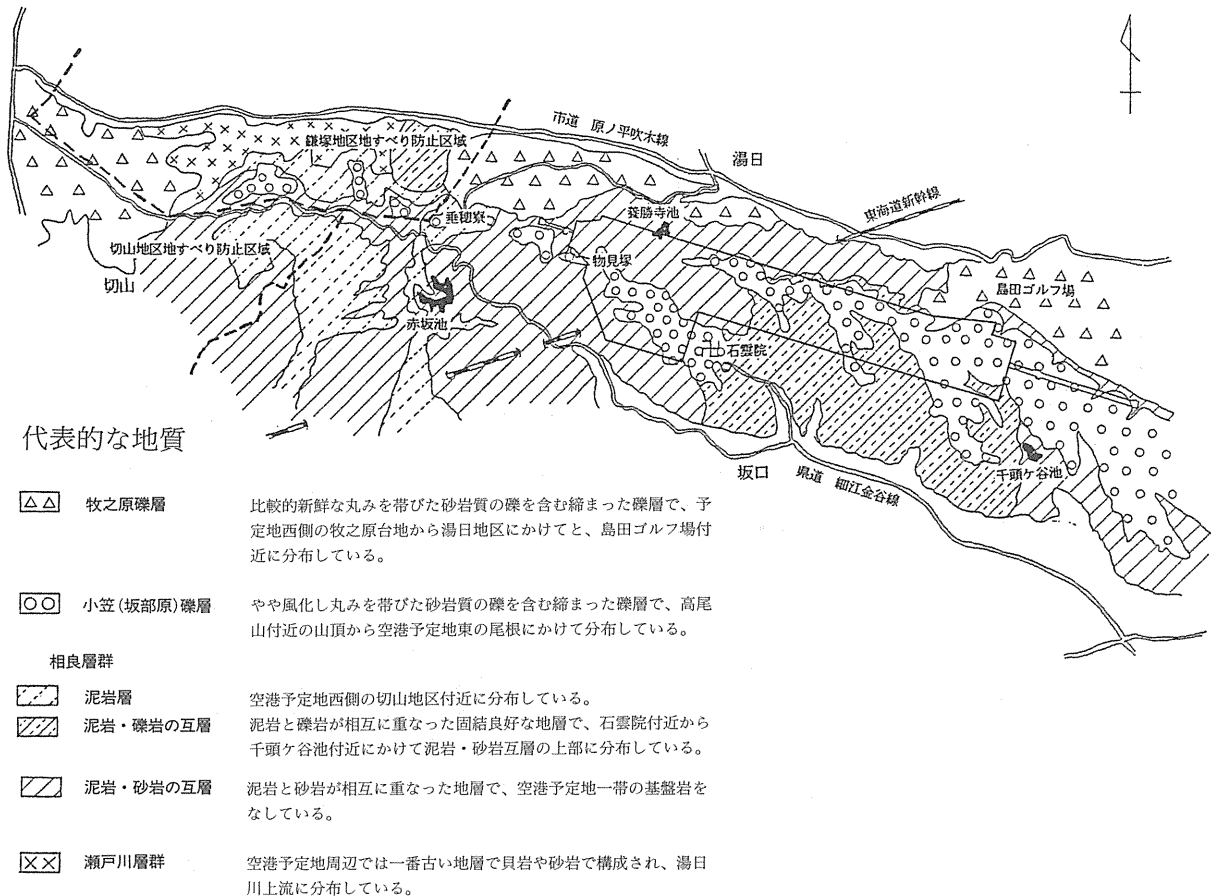 市道 原ノ平吹木線
湯日
鎌塚地区地すべり防止区域
東海道新幹線
養勝寺池
垂穂寮
切山地区地すべり防止区域
物見塚
切山
島田ゴルフ場
赤坂池
石雲院
坂口
県道 細江金谷線
千頭ケ谷池
代表的な地質
牧之原礫層
比較的新鮮な丸みを帯びた砂岩質の礫を含む締まった礫層で、予
定地西側の牧之原台地から湯日地区にかけてと、島田ゴルフ場付
近に分布している。
小笠(坂部原)礫層
やや風化し丸みを帯びた砂岩質の礫を含む締まった礫層で、高尾
山付近の山頂から空港予定地東の尾根にかけて分布している。
相良層群
泥岩層
空港予定地西側の切山地区付近に分布している。
泥岩・礫岩の互層
泥岩と礫岩が相互に重なった固結良好な地層で、石雲院付近から
千頭ケ谷池付近にかけて泥岩・砂岩互層の上部に分布している。
泥岩・砂岩の互層
泥岩と砂岩が相互に重なった地層で、空港予定地一帯の基盤岩を
なしている。
瀬戸川層群
空港予定地周辺では一番古い地層で頁岩や砂岩で構成され、湯日
川上流に分布している。